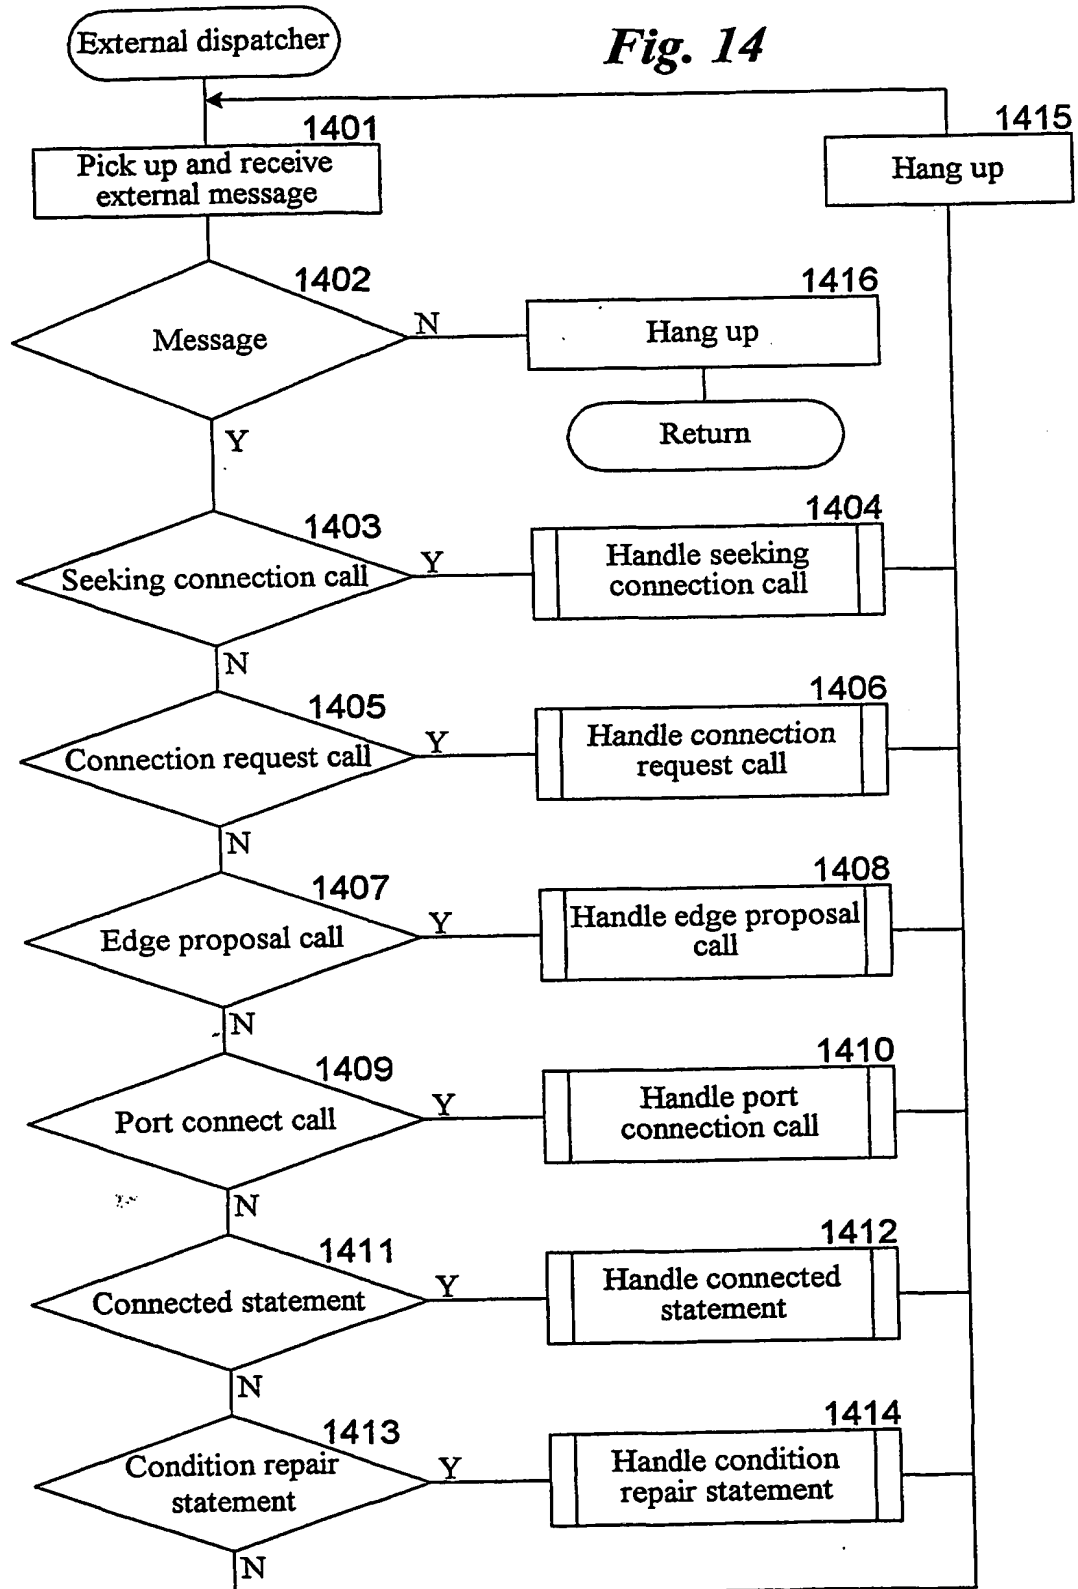 External dispatcher
Fig. 14
1401
Pick up and receive
external message
1415
Hang up
1402
Message
N
1416
Hang up
Return
Y
1403
Seeking connection call
Y
1404
Handle seeking
connection call
N
1405
Connection request call
Y
1406
Handle connection
request call
N
1407
Edge proposal call
Y
1408
Handle edge proposal
call
N
1409
Port connect call
Y
1410
Handle port
connection call
N
1411
Connected statement
Y
1412
Handle connected
statement
N
1413
Condition repair
statement
Y
1414
Handle condition
repair statement
N